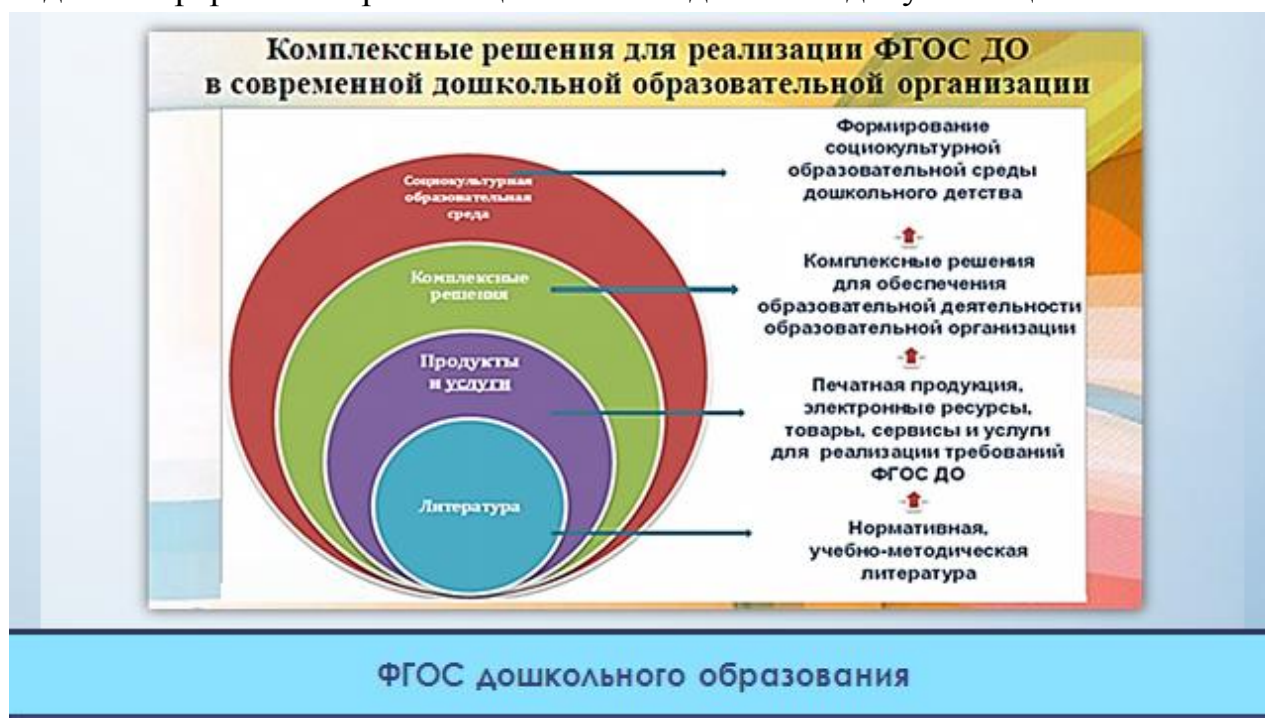 Комплексные решения для реализации ФГОС ДО
в современной дошкольной образовательной организации
Социокультурная
образовательная
среда
Комплексные
решения
Продукты
и услуги
Литература
Формирование
социокультурной
образовательной среды
дошкольного детства
Комплексные решения
для обеспечения
образовательной деятельности
образовательной организации
Печатная продукция,
электронные ресурсы,
товары, сервисы и услуги
для реализации требований
ФГОС ДО
Нормативная,
учебно-методическая
литература
ФГОС дошкольного образования